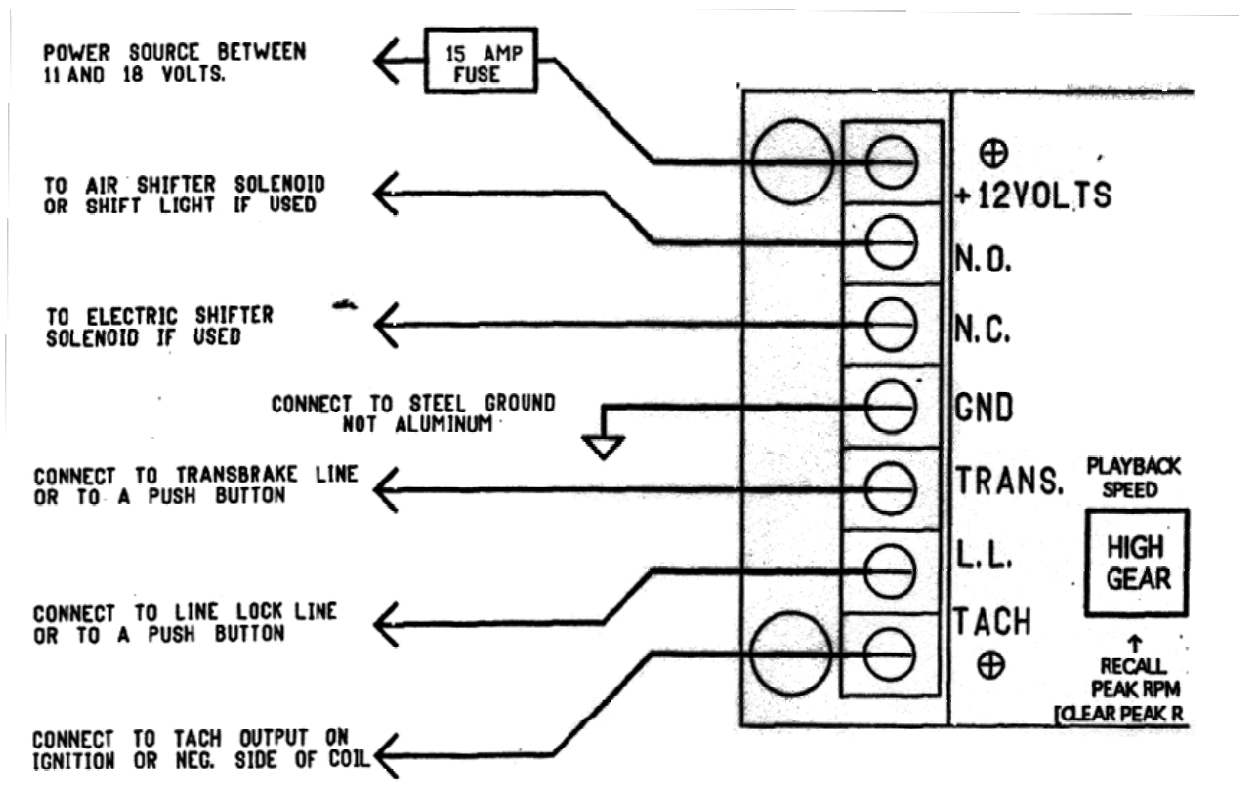 POWER SOURCE BETWEEN
11 AND 18 VOLTS.
15 AMP
FUSE
TO AIR SHIFTER SOLENOID
OR SHIFT LIGHT IF USED
TO ELECTRIC SHIFTER
SOLENOID IF USED
CONNECT TO STEEL GROUND
NOT ALUMINUM
CONNECT TO TRANSBRAKE LINE
OR TO A PUSH BUTTON
CONNECT TO LINE LOCK LINE
OR TO A PUSH BUTTON
CONNECT TO TACH OUTPUT ON
IGNITION OR NEG. SIDE OF COIL
+12VOLTS
N.O.
N.C.
GND
TRANS.
L.L.
TACH
PLAYBACK
SPEED
HIGH
GEAR
↑
RECALL
PEAK RPM
[CLEAR PEAK R